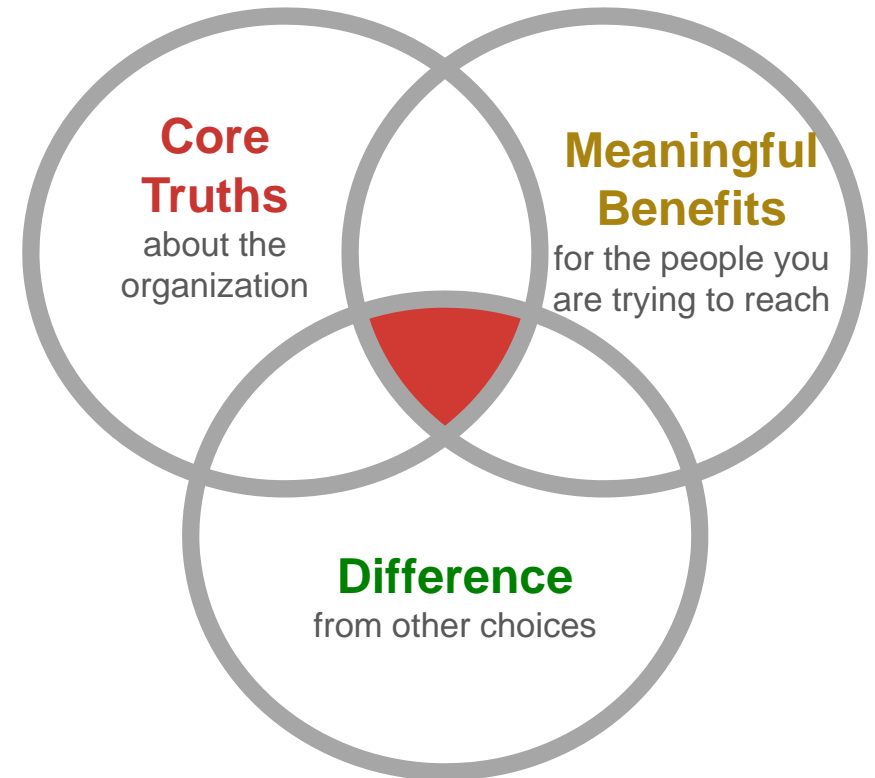 Core
Truths
about the
organization
Meaningful
Benefits
for the people you
are trying to reach
Difference
from other choices